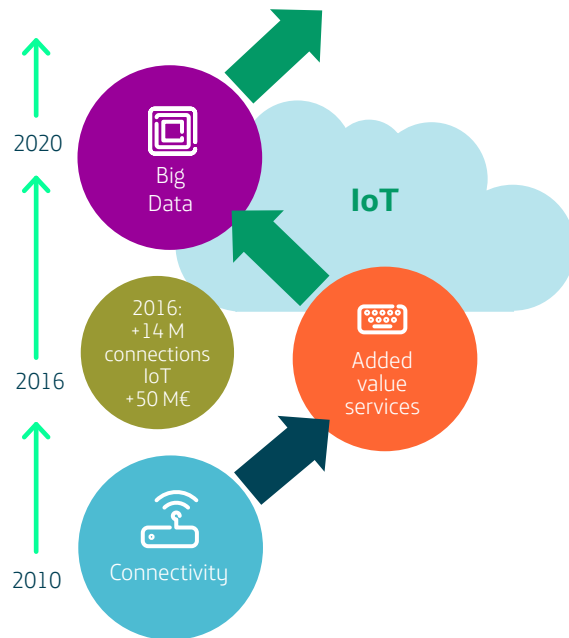 2020
Big
Data
IoT
2016:
+14 M
connections
IoT
+50 M€
2016
Added
value
services
2010
Connectivity